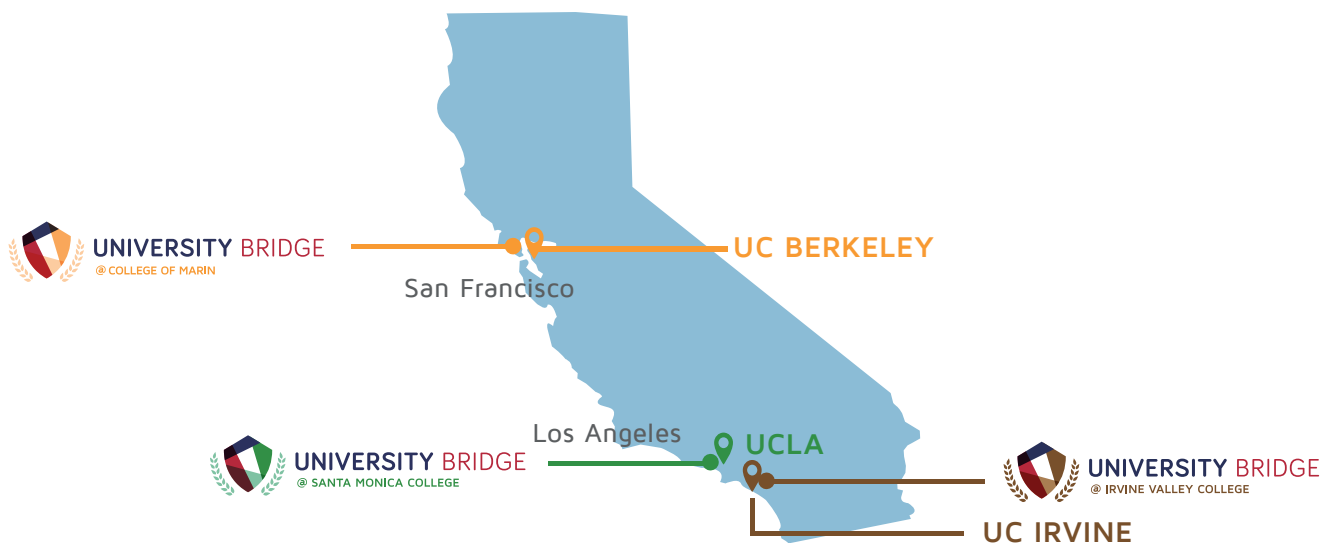 UNIVERSITY BRIDGE
@ COLLEGE OF MARIN
UC BERKELEY
San Francisco
Los Angeles
UCLA
UNIVERSITY BRIDGE
@ SANTA MONICA COLLEGE
UNIVERSITY BRIDGE
@ IRVINE VALLEY COLLEGE
UC IRVINE